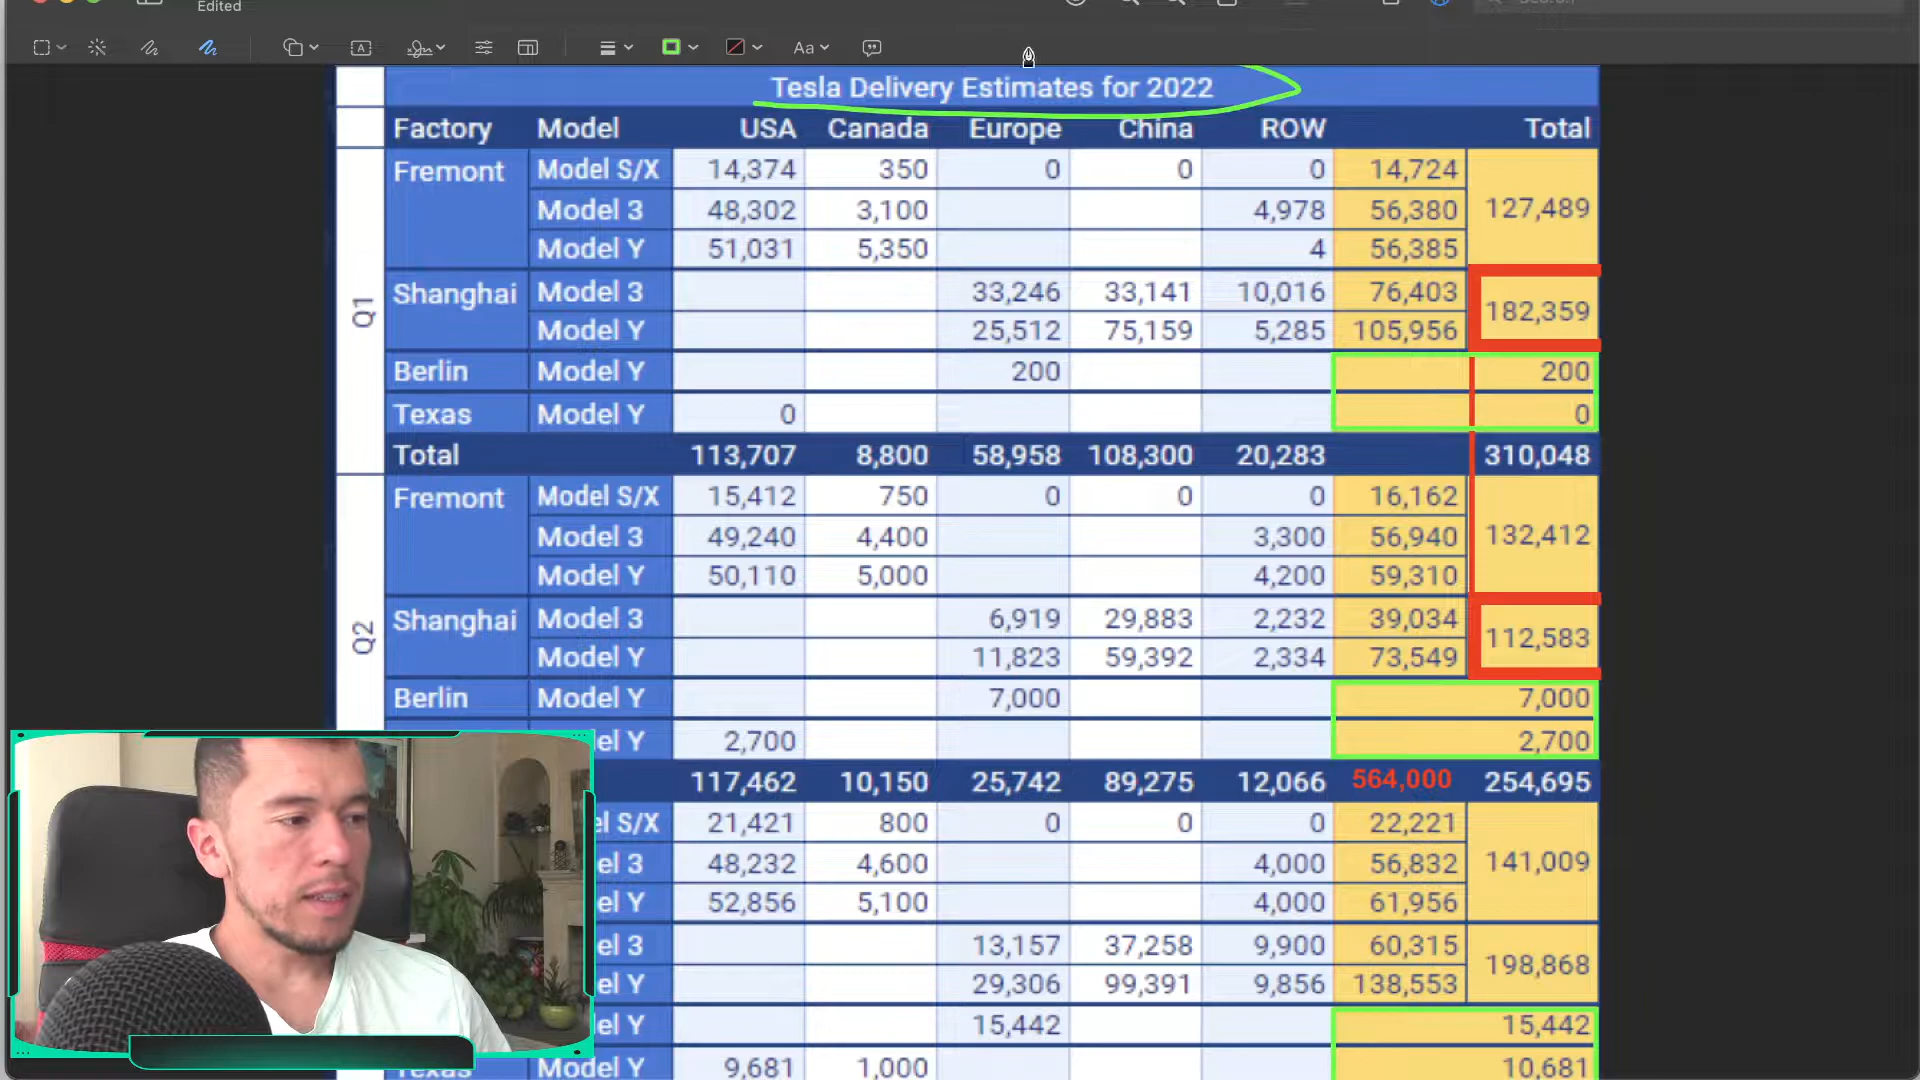 Edited
Aa
Tesla Delivery Estimates for 2022
Factory Model USA Canada Europe China ROW Total
Q1
Fremont Model S/X 14,374 350 0 0 0 14,724 127,489
Model 3 48,302 3,100 4,978 56,380
Model Y 51,031 5,350 4 56,385
Shanghai Model 3 33,246 33,141 10,016 76,403 182,359
Model Y 25,512 75,159 5,285 105,956
Berlin Model Y 200 200
Texas Model Y 0 0
Total 113,707 8,800 58,958 108,300 20,283 310,048
Q2
Fremont Model S/X 15,412 750 0 0 0 16,162 132,412
Model 3 49,240 4,400 3,300 56,940
Model Y 50,110 5,000 4,200 59,310
Shanghai Model 3 6,919 29,883 2,232 39,034 112,583
Model Y 11,823 59,392 2,334 73,549
Berlin Model Y 7,000 7,000
el Y 2,700 2,700
117,462 10,150 25,742 89,275 12,066 564,000 254,695
el S/X 21,421 800 0 0 0 22,221 141,009
el 3 48,232 4,600 4,000 56,832
el Y 52,856 5,100 4,000 61,956
el 3 13,157 37,258 9,900 60,315 198,868
el Y 29,306 99,391 9,856 138,553
el Y 15,442 15,442
Texas Model Y 9,681 1,000 10,681